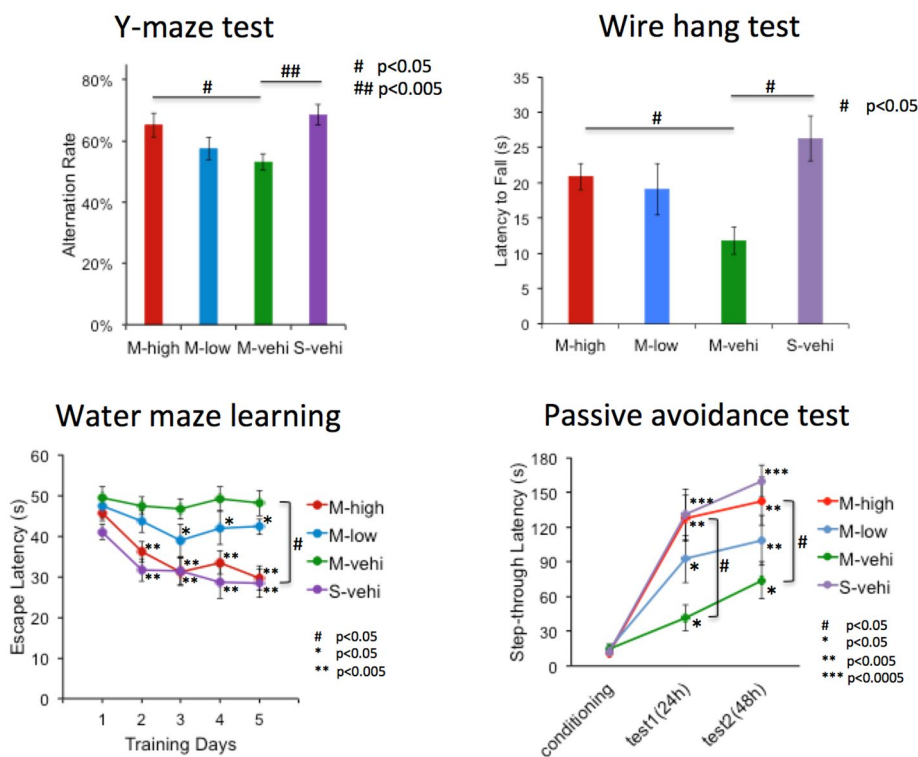 Y-maze test
Alternation Rate
80%
60%
40%
20%
0%
#
##
# p<0.05
## p<0.005
M-high M-low M-vehi S-vehi
Wire hang test
Latency to Fall (s)
35
30
25
20
15
10
5
0
#
#
# p<0.05
M-high M-low M-vehi S-vehi
Water maze learning
Escape Latency (s)
60
50
40
30
20
10
0
* * *
** ** ** **
** ** ** **
#
M-high
M-low
M-vehi
S-vehi
# p<0.05
* p<0.05
** p<0.005
1 2 3 4 5
Training Days
Passive avoidance test
Step-through Latency (s)
180
150
120
90
60
30
0
*** ***
** **
* **
* *
# #
M-high
M-low
M-vehi
S-vehi
# p<0.05
* p<0.05
** p<0.005
*** p<0.0005
conditioning
test1(24h)
test2(48h)